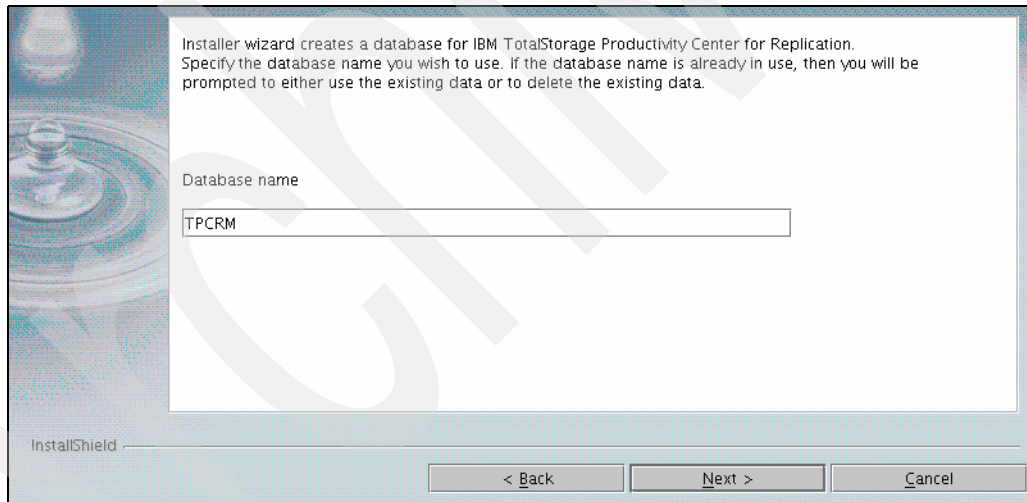 Installer wizard creates a database for IBM TotalStorage Productivity Center for Replication.
Specify the database name you wish to use. If the database name is already in use, then you will be
prompted to either use the existing data or to delete the existing data.
Database name
TPCRM
InstallShield
< Back
Next >
Cancel